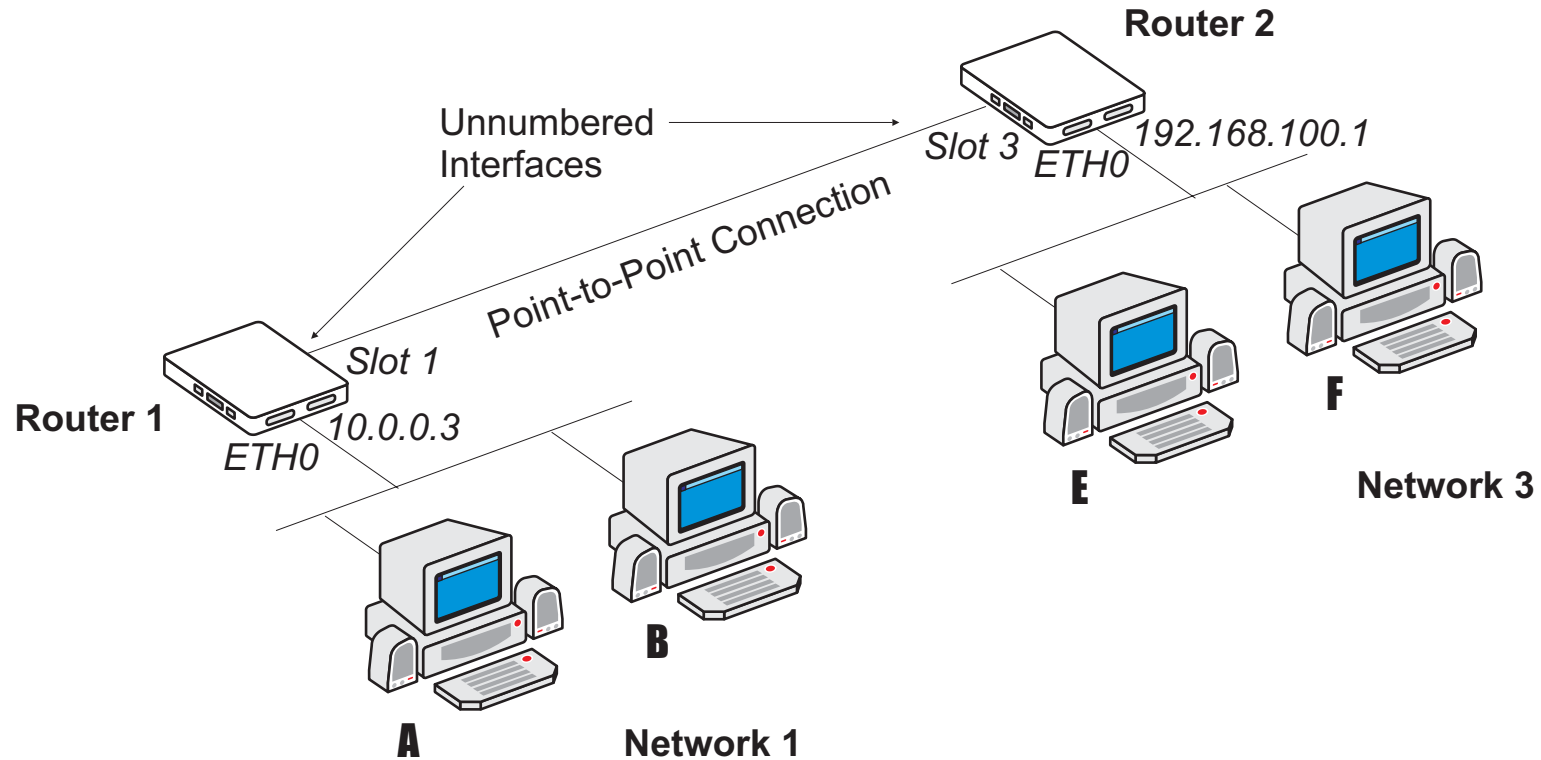 Router 2
Unnumbered
Interfaces
192.168.100.1
Slot 3
ETH0
Point-to-Point Connection
Slot 1
Router 1
10.0.0.3
ETH0
F
E
Network 3
B
A
Network 1